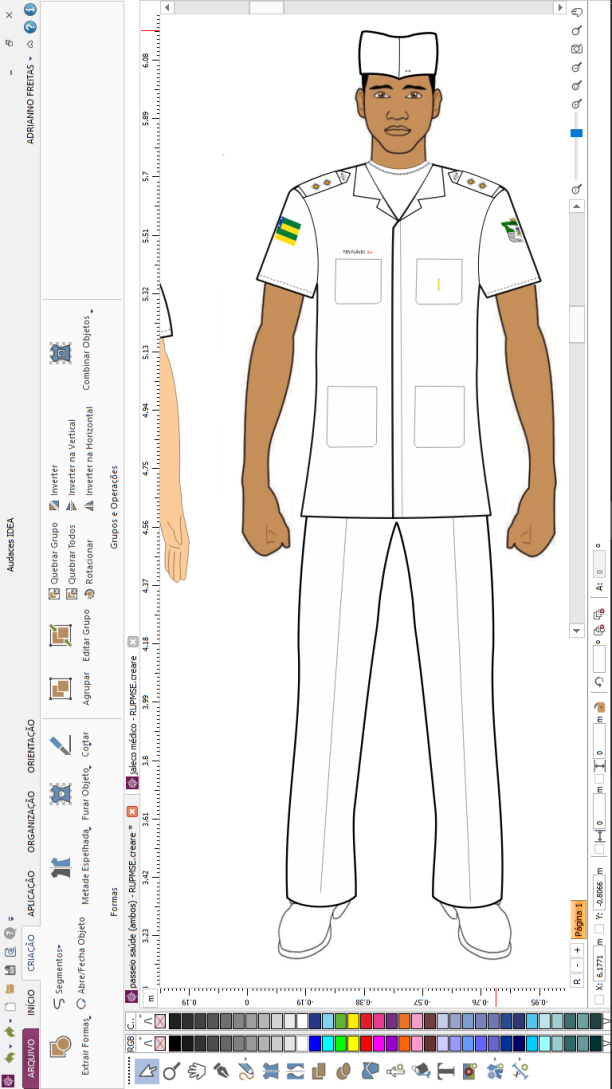 Audaces IDEA
ADRIANNO FREITAS
ARQUIVO
INÍCIO
CRIAÇÃO
APLICAÇÃO
ORGANIZAÇÃO
ORIENTAÇÃO
Extrair Formas
Segmentos
Abre/Fecha Objeto
Metade Espelhada
Furar Objeto
Cortar
Formas
Agrupar
Editar Grupo
Quebrar Grupo
Quebrar Todos
Rotacionar
Inverter
Inverter na Vertical
Inverter na Horizontal
Combinar Objetos
Grupos e Operações
passeio saúde (ambos) - RUPMSE.creare *
jaleco médico - RUPMSE.creare
m
3.23
3.42
3.61
3.8
3.99
4.18
4.37
4.56
4.75
4.94
5.13
5.32
5.51
5.7
5.89
6.08
0.19
0
-0.19
-0.38
-0.57
-0.76
-0.95
TEN FLÁVIO A+
RGB
C...
R - +
Página 1
X: 6.1771 m
Y: -0.8066 m
0 m
0 m
A: 0 °